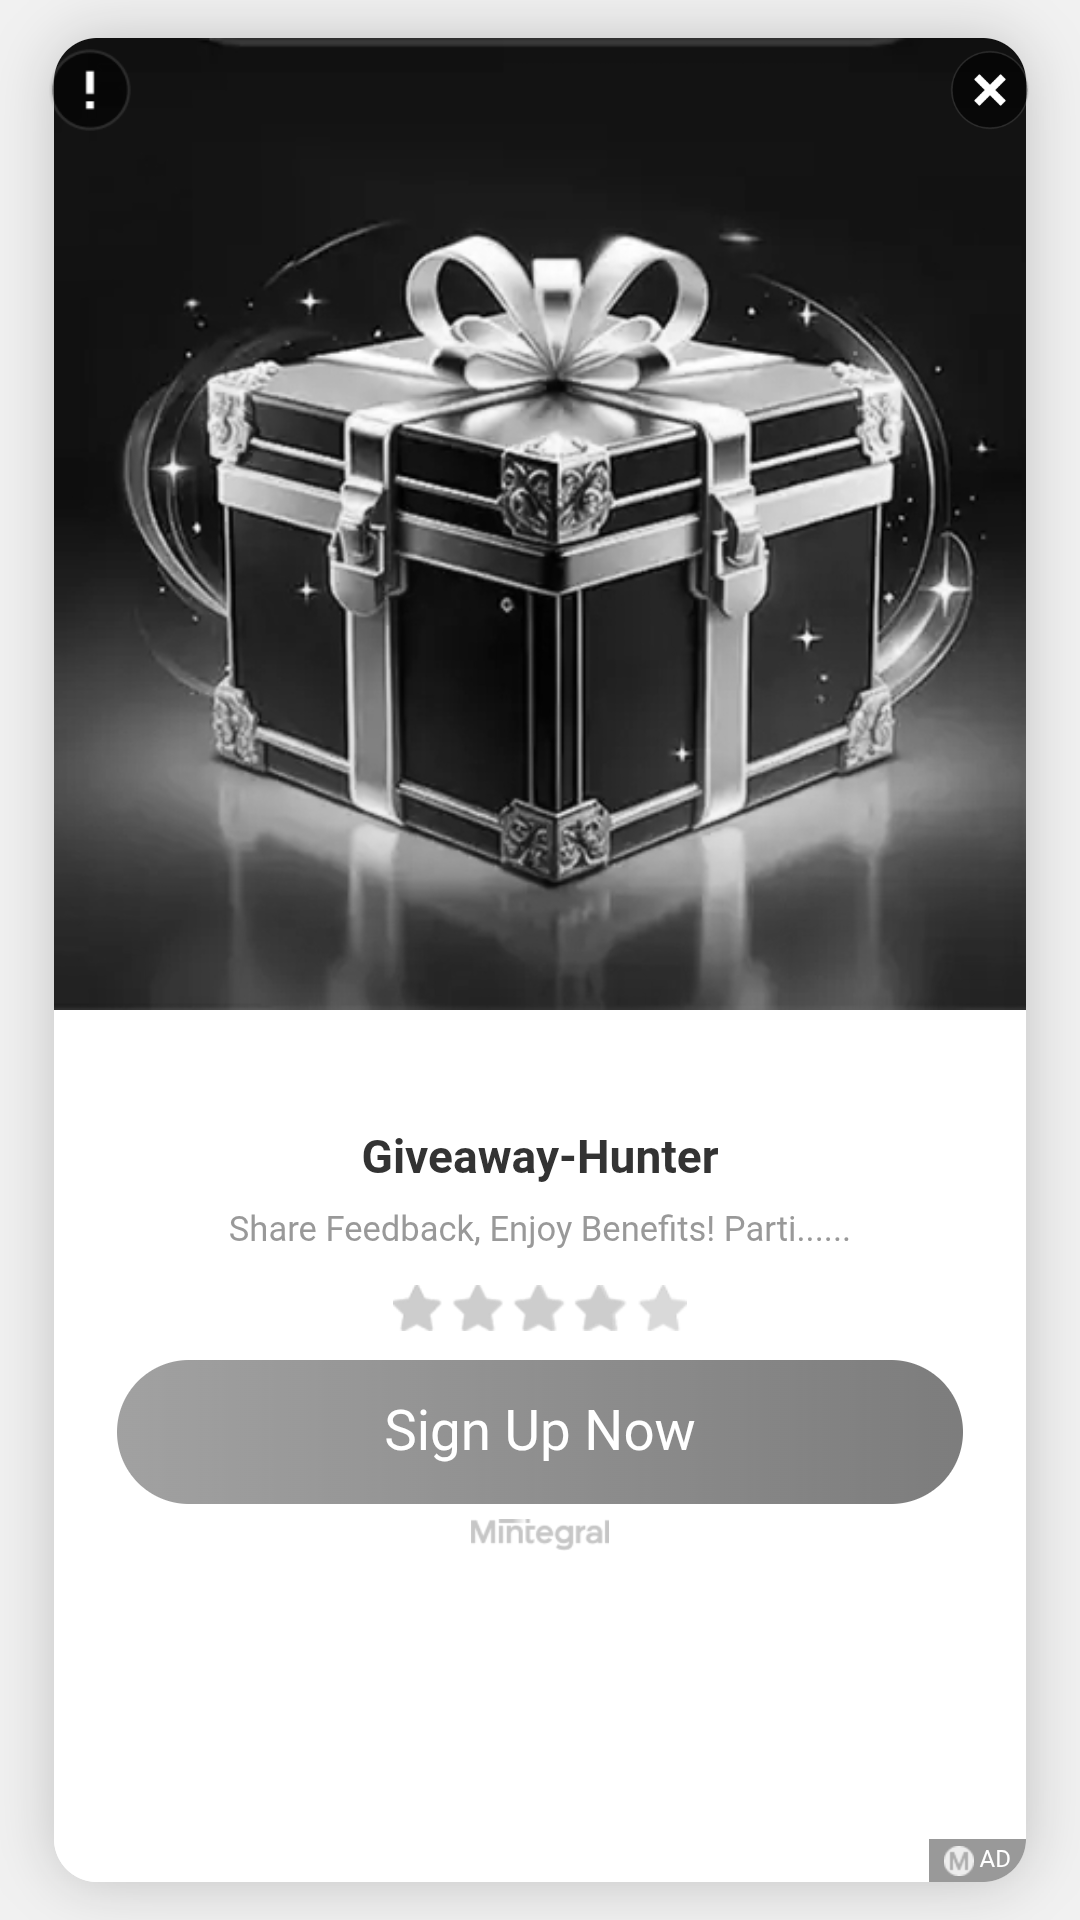 Giveaway-Hunter
Share Feedback, Enjoy Benefits! Parti......
Sign Up Now
Mintegral
M AD